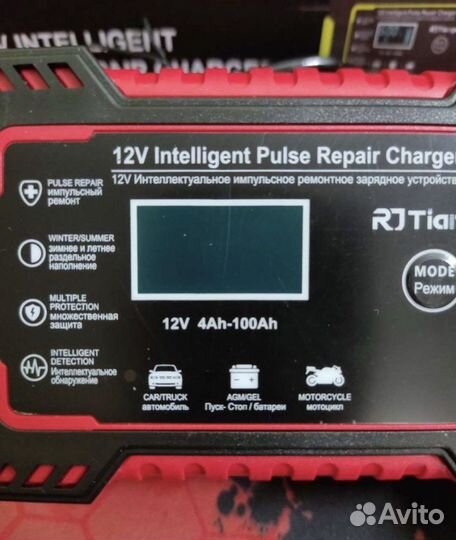 INTELLIGENT
12V Intelligent Pulse Repair Charger
12V Интеллектуальное импульсное ремонтное зарядное устройств
PULSE REPAIR
импульсный
ремонт
RJTian
WINTER/SUMMER
зимнее и летнее
раздельное
наполнение
MODE
Режим
MULTIPLE
PROTECTION
множественная
защита
12V 4Ah-100Ah
INTELLIGENT
DETECTION
Интеллектуальное
обнаружение
CAR/TRUCK
автомобиль
AGM/GEL
Пуск- Стоп / батареи
MOTORCYCLE
мотоцикл
Avito